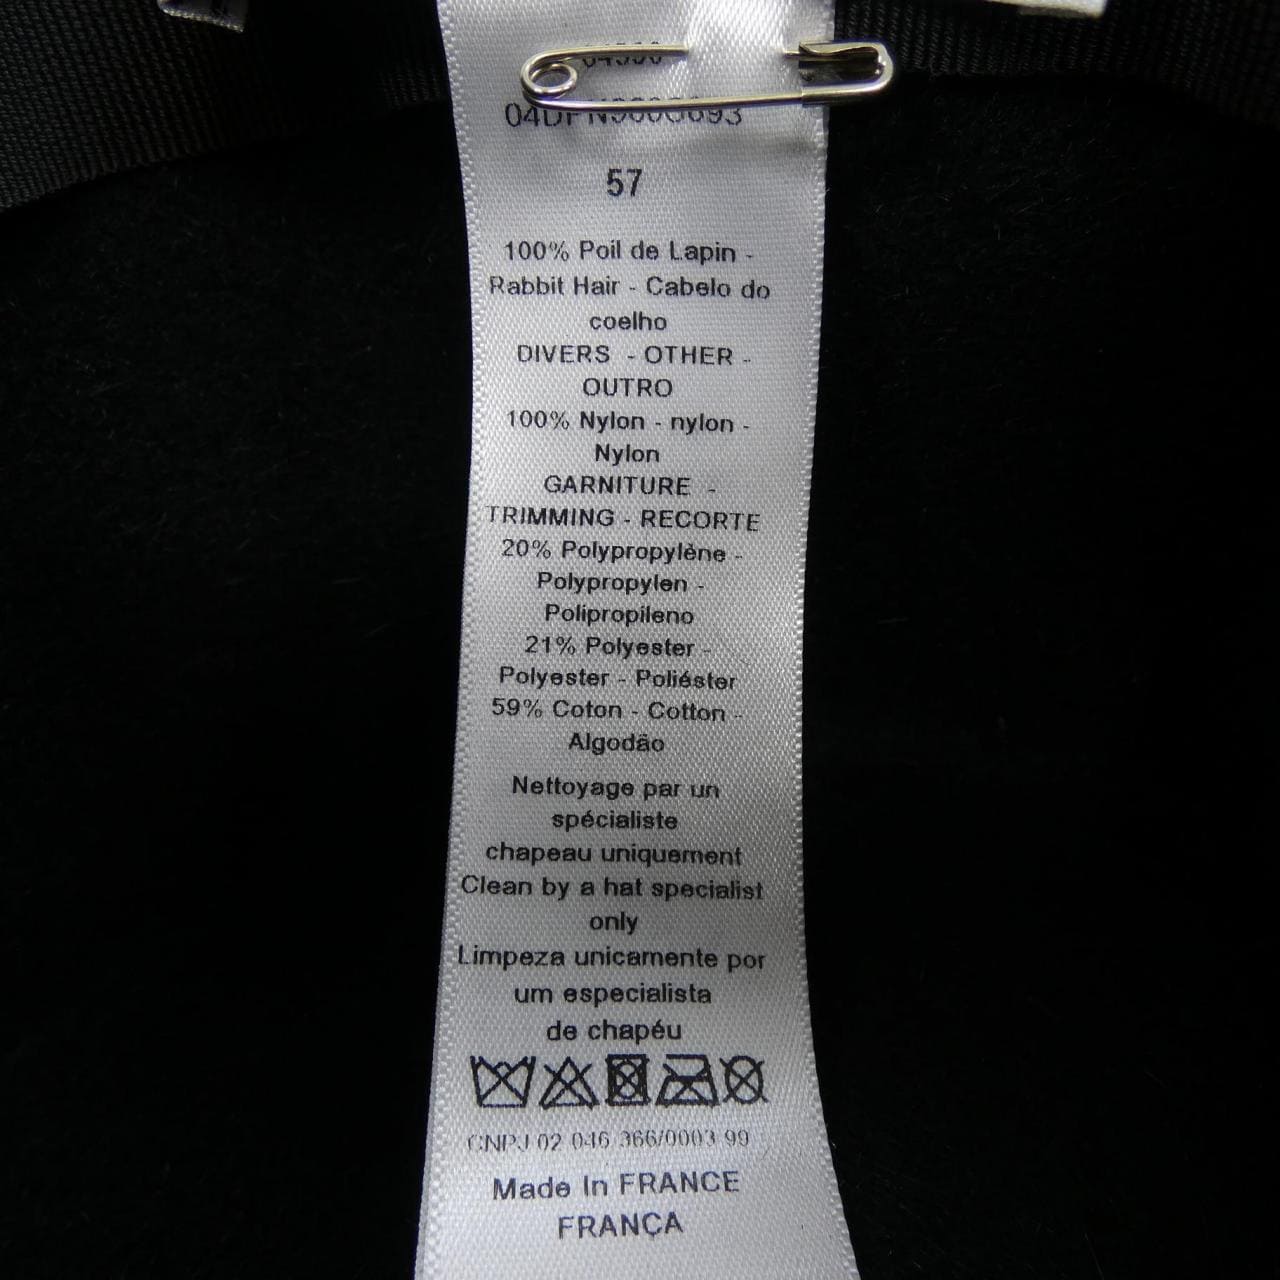 57
100% Poil de Lapin -
Rabbit Hair - Cabelo do
coelho
DIVERS - OTHER -
OUTRO
100% Nylon - nylon -
Nylon
GARNITURE -
TRIMMING - RECORTE
20% Polypropylène -
Polypropylen -
Polipropileno
21% Polyester -
Polyester - Poliéster
59% Coton - Cotton -
Algodão
Nettoyage par un
spécialiste
chapeau uniquement
Clean by a hat specialist
only
Limpeza unicamente por
um especialista
de chapéu
CNPJ 02 046 366/0003 99
Made In FRANCE
FRANÇA